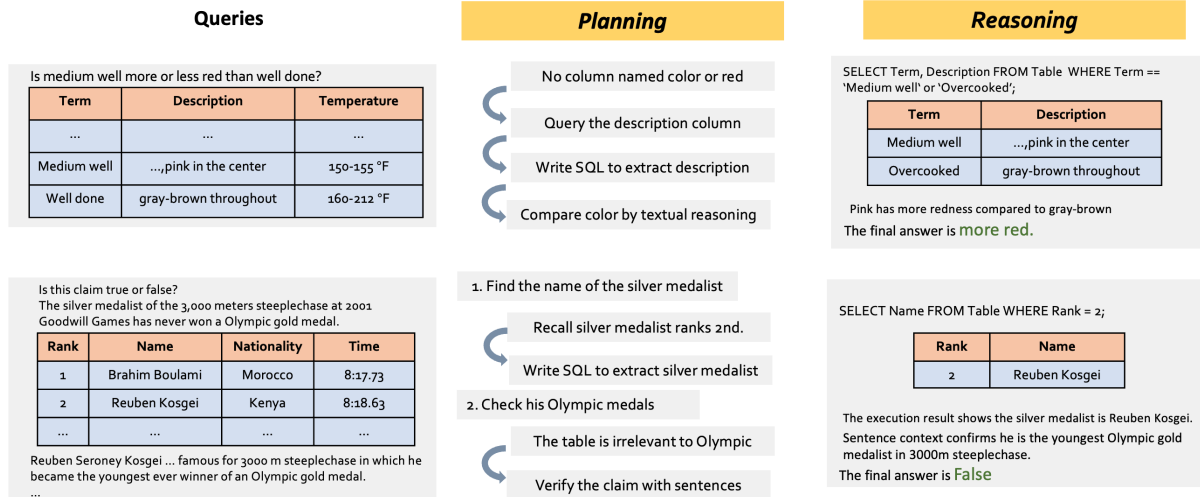 Queries
Planning
Reasoning
Is medium well more or less red than well done?
Term Description Temperature
... ... ...
Medium well ...,pink in the center 150-155 °F
Well done gray-brown throughout 160-212 °F
No column named color or red
Query the description column
Write SQL to extract description
Compare color by textual reasoning
SELECT Term, Description FROM Table WHERE Term ==
‘Medium well‘ or ‘Overcooked’;
Term Description
Medium well ...,pink in the center
Overcooked gray-brown throughout
Pink has more redness compared to gray-brown
The final answer is more red.
Is this claim true or false?
The silver medalist of the 3,000 meters steeplechase at 2001
Goodwill Games has never won a Olympic gold medal.
Rank Name Nationality Time
1 Brahim Boulami Morocco 8:17.73
2 Reuben Kosgei Kenya 8:18.63
... ... ... ...
Reuben Seroney Kosgei ... famous for 3000 m steeplechase in which he
became the youngest ever winner of an Olympic gold medal.
...
1. Find the name of the silver medalist
Recall silver medalist ranks 2nd.
Write SQL to extract silver medalist
2. Check his Olympic medals
The table is irrelevant to Olympic
Verify the claim with sentences
SELECT Name FROM Table WHERE Rank = 2;
Rank Name
2 Reuben Kosgei
The execution result shows the silver medalist is Reuben Kosgei.
Sentence context confirms he is the youngest Olympic gold
medalist in 3000m steeplechase.
The final answer is False